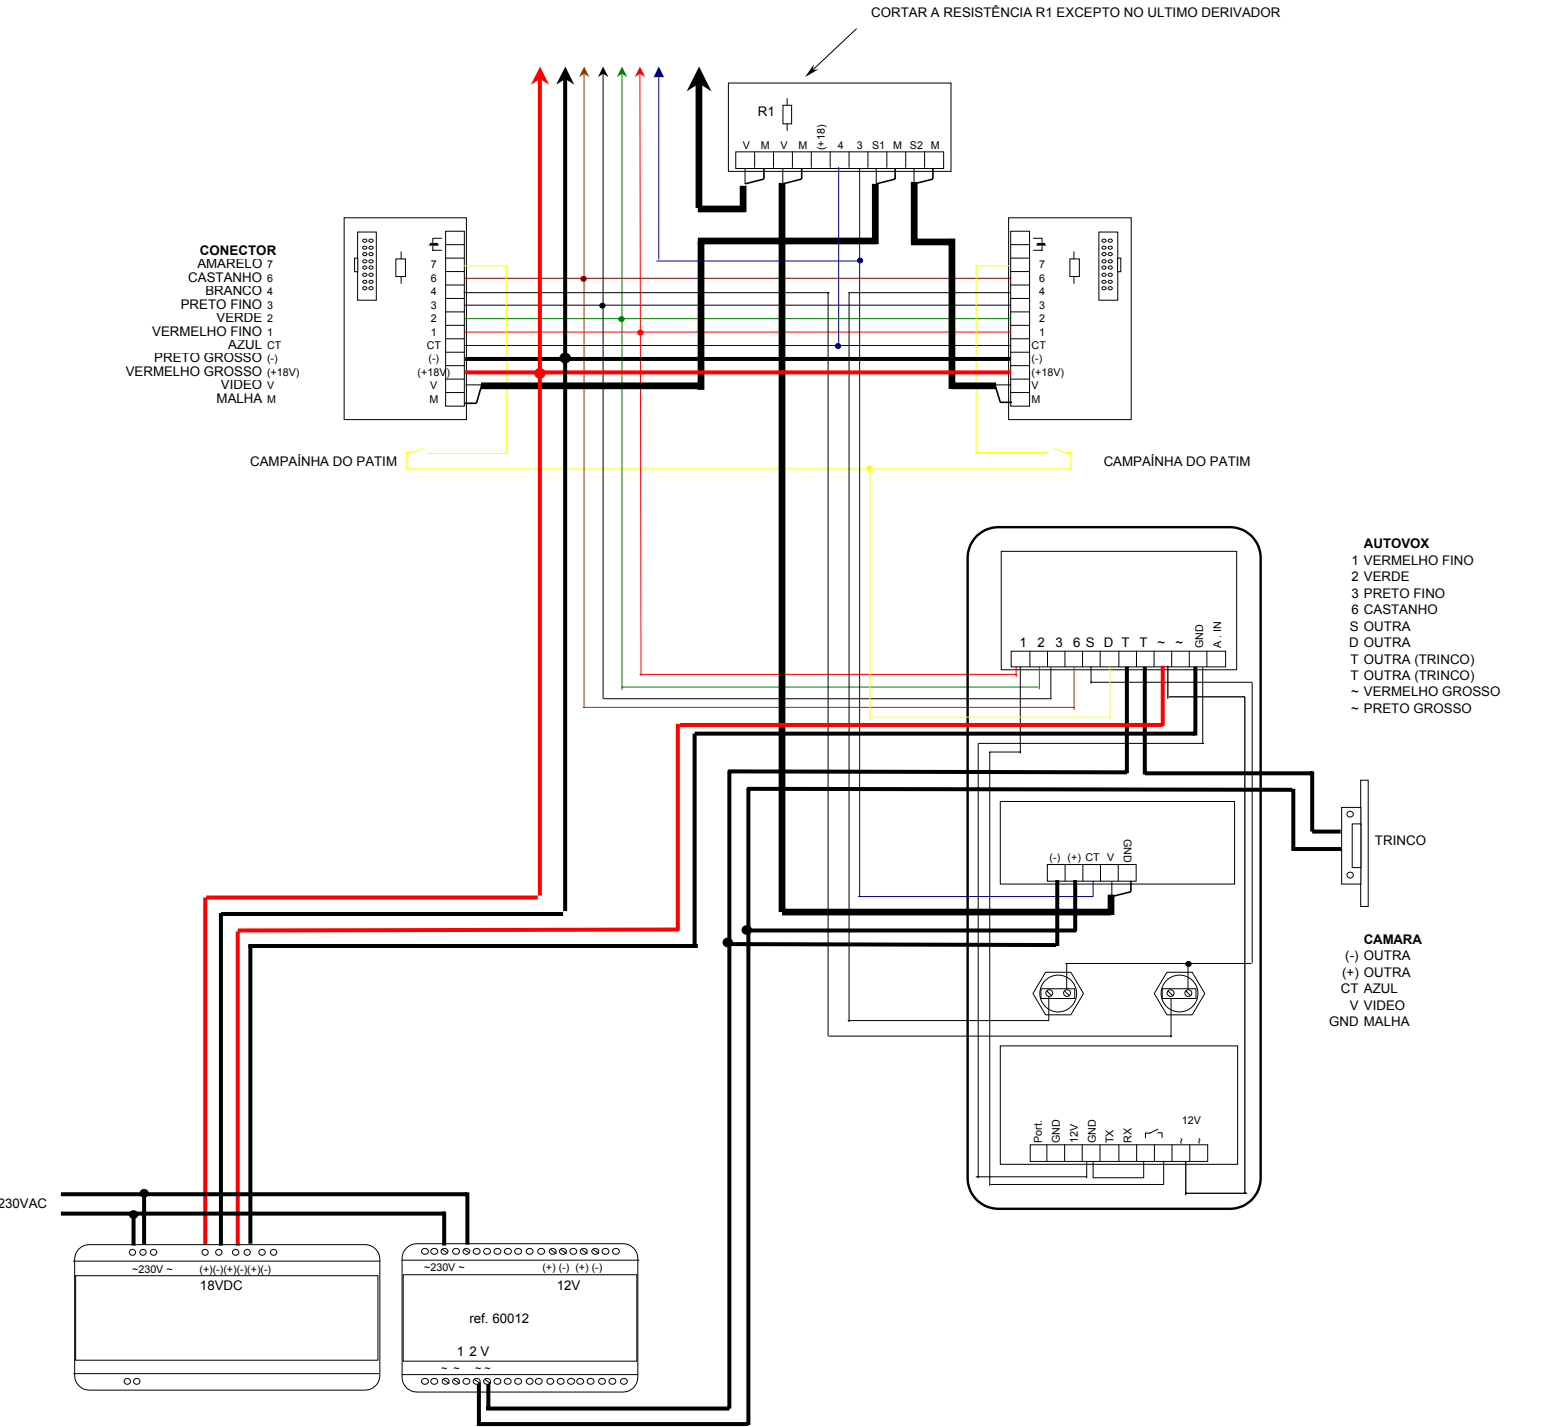 CORTAR A RESISTÊNCIA R1 EXCEPTO NO ULTIMO DERIVADOR
R1
V M V M (+18) 4 3 S1 M S2 M
CONECTOR
AMARELO 7
CASTANHO 6
BRANCO 4
PRETO FINO 3
VERDE 2
VERMELHO FINO 1
AZUL CT
PRETO GROSSO (-)
VERMELHO GROSSO (+18V)
VIDEO V
MALHA M
7
6
4
3
2
1
CT
(-)
(+18V)
V
M
7
6
4
3
2
1
CT
(-)
(+18V)
V
M
CAMPAÍNHA DO PATIM
CAMPAÍNHA DO PATIM
AUTOVOX
1 VERMELHO FINO
2 VERDE
3 PRETO FINO
6 CASTANHO
S OUTRA
D OUTRA
T OUTRA (TRINCO)
T OUTRA (TRINCO)
~ VERMELHO GROSSO
~ PRETO GROSSO
1 2 3 6 S D T T ~ ~ GND A . IN
TRINCO
(-) (+) CT V GND
CAMARA
(-) OUTRA
(+) OUTRA
CT AZUL
V VIDEO
GND MALHA
12V
Port. GND 12V GND TX RX ~ ~
230VAC
~230V ~ (+)(-)(+)(-)(+)(-)
18VDC
~230V ~ (+) (-) (+) (-)
12V
ref. 60012
1 2 V
~ ~ ~ ~